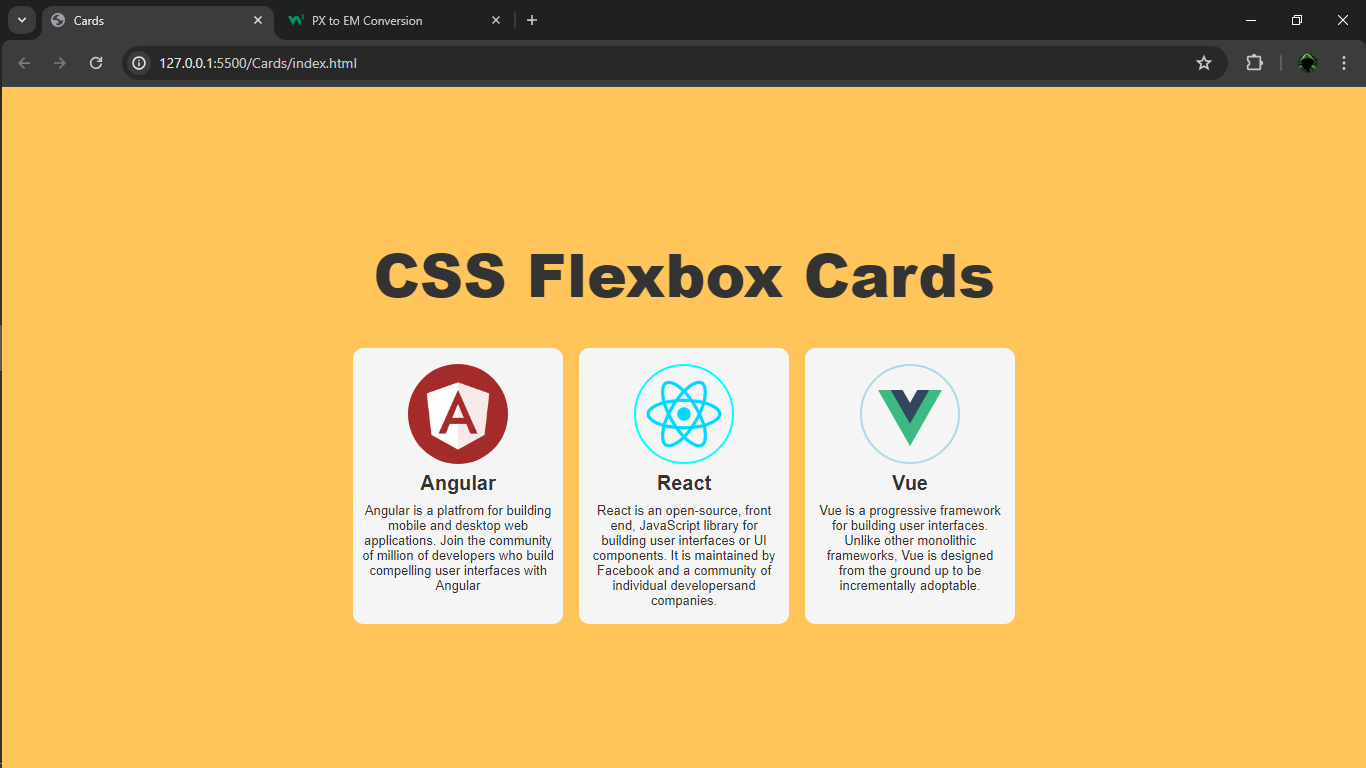 Cards
PX to EM Conversion
127.0.0.1:5500/Cards/index.html
CSS Flexbox Cards
A
Angular
Angular is a platfrom for building
mobile and desktop web
applications. Join the community
of million of developers who build
compelling user interfaces with
Angular
React
React is an open-source, front
end, JavaScript library for
building user interfaces or UI
components. It is maintained by
Facebook and a community of
individual developersand
companies.
Vue
Vue is a progressive framework
for building user interfaces.
Unlike other monolithic
frameworks, Vue is designed
from the ground up to be
incrementally adoptable.